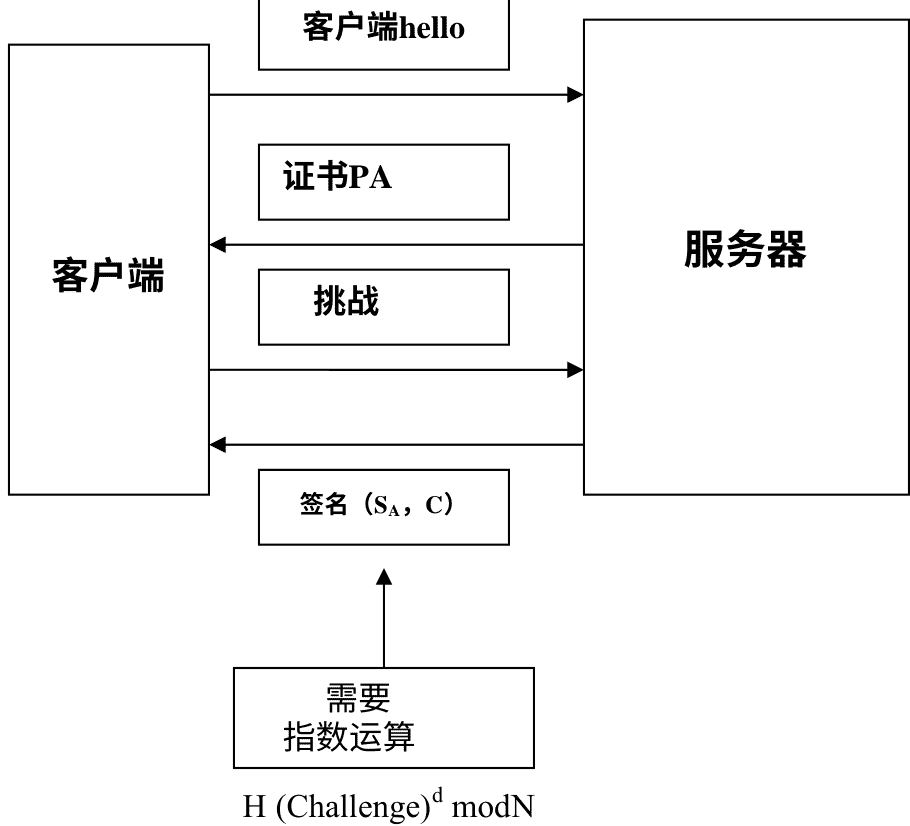 客户端hello
证书PA
客户端
服务器
挑战
签名（SA，C）
需要
指数运算
H (Challenge)d modN